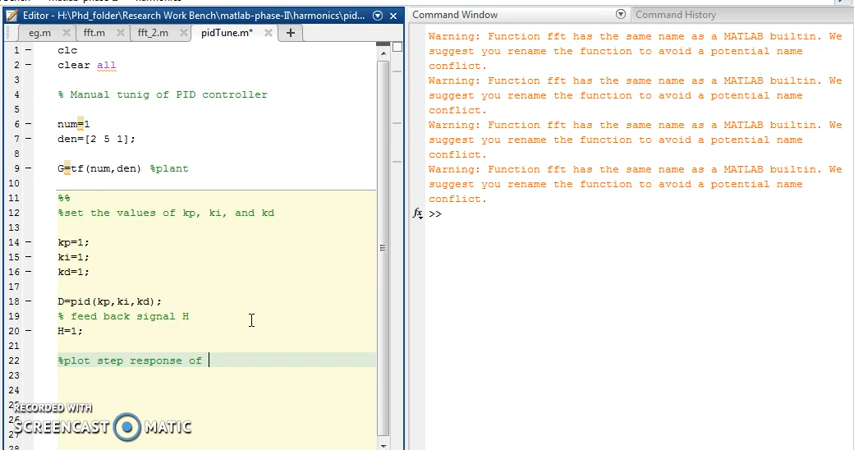 matlab-phase-2
harmonics
Editor - H:\Phd_folder\Research Work Bench\matlab-phase-II\harmonics\pid...
eg.m
fft.m
fft_2.m
pidTune.m*
1 clc
2 clear all
3
4 % Manual tunig of PID controller
5
6 num=1
7 den=[2 5 1];
8
9 G=tf(num,den) %plant
10
11 %%
12 %set the values of kp, ki, and kd
13
14 kp=1;
15 ki=1;
16 kd=1;
17
18 D=pid(kp,ki,kd);
19 % feed back signal H
20 H=1;
21
22 %plot step response of
23
24
RECORDED WITH
SCREENCAST MATIC
28
Command Window
Command History
Warning: Function fft has the same name as a MATLAB builtin. We
suggest you rename the function to avoid a potential name
conflict.
Warning: Function fft has the same name as a MATLAB builtin. We
suggest you rename the function to avoid a potential name
conflict.
Warning: Function fft has the same name as a MATLAB builtin. We
suggest you rename the function to avoid a potential name
conflict.
Warning: Function fft has the same name as a MATLAB builtin. We
suggest you rename the function to avoid a potential name
conflict.
fx >>